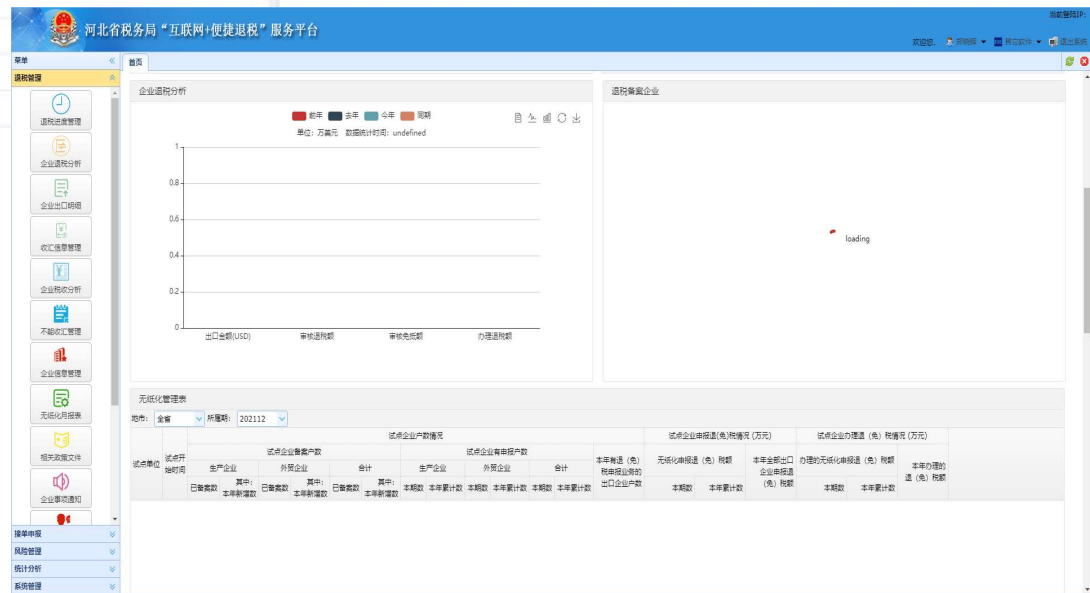 当前登陆IP:
河北省税务局“互联网+便捷退税”服务平台
欢迎您, 其它软件 退出系统
菜单
首页
退税管理
退税进度管理
企业退税分析
企业出口明细
收汇信息管理
企业税收分析
不能收汇管理
企业信息管理
无纸化月报表
相关政策文件
企业事项通知
接单申报
风险管理
统计分析
系统管理
企业退税分析
前年 去年 今年 同期
单位: 万美元 数据统计时间: undefined
1
0.8
0.6
0.4
0.2
0
出口金额(USD) 审核退税额 审核免抵额 办理退税额
退税备案企业
loading
无纸化管理表
地市: 全省 所属期: 202112
试点单位
试点开
始时间
试点企业户数情况
试点企业备案户数 试点企业有申报户数
生产企业 外贸企业 合计 生产企业 外贸企业 合计
已备案数 其中:
本年新增数 已备案数 其中:
本年新增数 已备案数 其中:
本年新增数
本期数 本年累计数 本期数 本年累计数 本期数 本年累计数
本年有退(免)
税申报业务的
出口企业户数
试点企业申报退(免)税情况 (万元)
无纸化申报退(免)税额
本期数 本年累计数
本年全部出口
企业申报退
(免) 税额
试点企业办理退(免) 税情况 (万元)
办理的无纸化申报退(免)税额
本期数 本年累计数
本年办理的
退(免) 税额